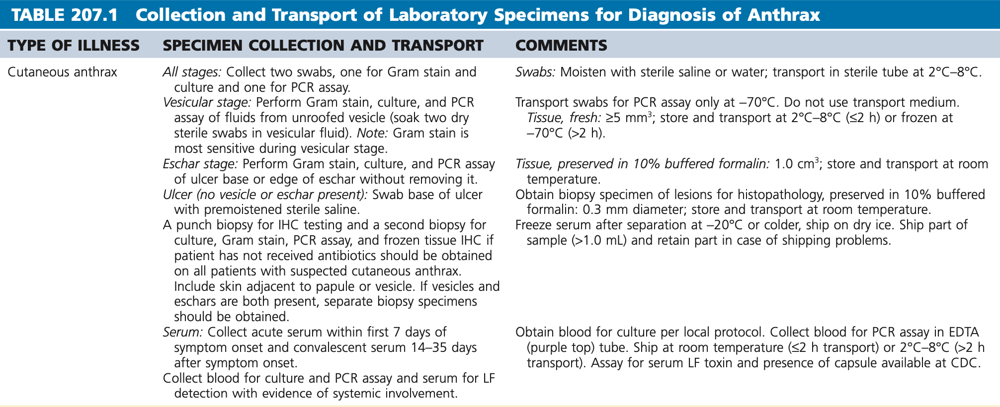 TABLE 207.1 Collection and Transport of Laboratory Specimens for Diagnosis of Anthrax
TYPE OF ILLNESS SPECIMEN COLLECTION AND TRANSPORT COMMENTS
Cutaneous anthrax
All stages: Collect two swabs, one for Gram stain and
culture and one for PCR assay.
Vesicular stage: Perform Gram stain, culture, and PCR
assay of fluids from unroofed vesicle (soak two dry
sterile swabs in vesicular fluid). Note: Gram stain is
most sensitive during vesicular stage.
Eschar stage: Perform Gram stain, culture, and PCR assay
of ulcer base or edge of eschar without removing it.
Ulcer (no vesicle or eschar present): Swab base of ulcer
with premoistened sterile saline.
A punch biopsy for IHC testing and a second biopsy for
culture, Gram stain, PCR assay, and frozen tissue IHC if
patient has not received antibiotics should be obtained
on all patients with suspected cutaneous anthrax.
Include skin adjacent to papule or vesicle. If vesicles and
eschars are both present, separate biopsy specimens
should be obtained.
Serum: Collect acute serum within first 7 days of
symptom onset and convalescent serum 14–35 days
after symptom onset.
Collect blood for culture and PCR assay and serum for LF
detection with evidence of systemic involvement.
Swabs: Moisten with sterile saline or water; transport in sterile tube at 2°C–8°C.
Transport swabs for PCR assay only at –70°C. Do not use transport medium.
Tissue, fresh: ≥5 mm³; store and transport at 2°C–8°C (≤2 h) or frozen at
–70°C (>2 h).
Tissue, preserved in 10% buffered formalin: 1.0 cm³; store and transport at room
temperature.
Obtain biopsy specimen of lesions for histopathology, preserved in 10% buffered
formalin: 0.3 mm diameter; store and transport at room temperature.
Freeze serum after separation at –20°C or colder, ship on dry ice. Ship part of
sample (>1.0 mL) and retain part in case of shipping problems.
Obtain blood for culture per local protocol. Collect blood for PCR assay in EDTA
(purple top) tube. Ship at room temperature (≤2 h transport) or 2°C–8°C (>2 h
transport). Assay for serum LF toxin and presence of capsule available at CDC.